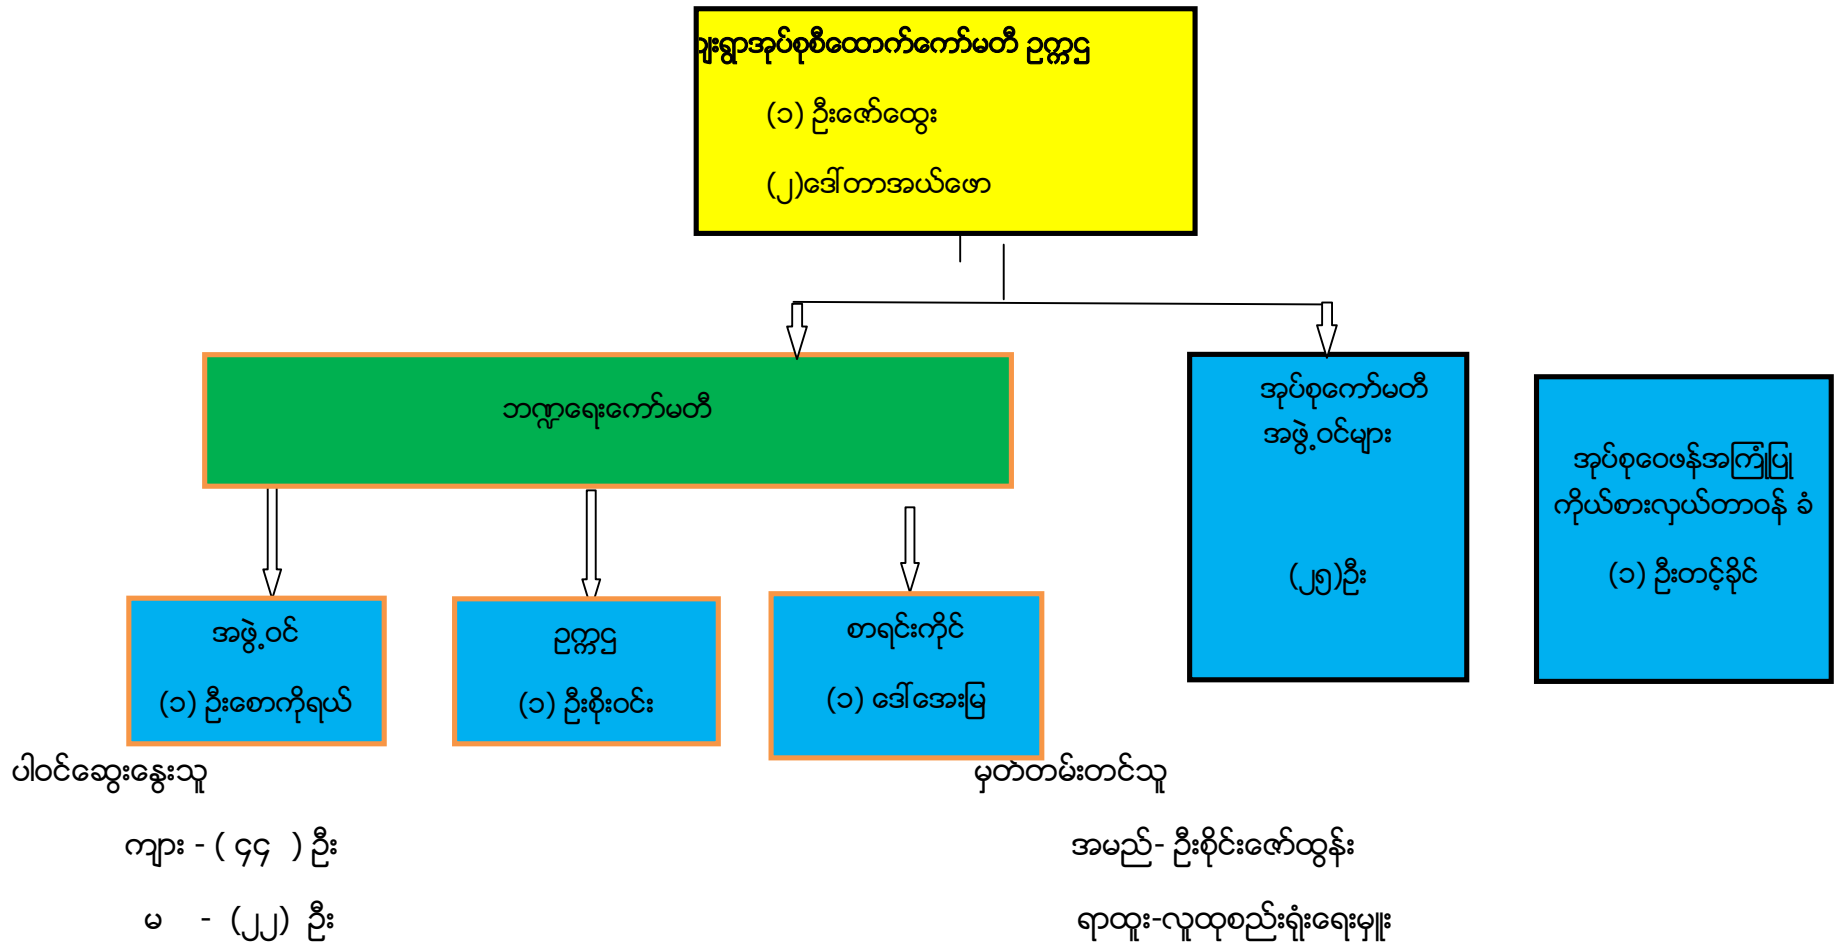 ျေးရွာအုပ်စုစီထောက်ကော်မတီ ဥက္ကဌ
(၁) ဦးဇော်ထွေး
(၂)ဒေါ်တာအယ်ဖော
ဘဏ္ဍရေးကော်မတီ
အုပ်စုကော်မတီ
အဖွဲ့ဝင်များ
(၂၅)ဦး
အုပ်စုဝေဖန်အကြုံပြု
ကိုယ်စားလှယ်တာဝန် ခံ
(၁) ဦးတင့်ခိုင်
အဖွဲ့ဝင်
(၁) ဦးစောကိုရယ်
ဥက္ကဌ
(၁) ဦးစိုးဝင်း
စာရင်းကိုင်
(၁) ဒေါ်အေးမြ
ပါဝင်ဆွေးနွေးသူ
ကျား - ( ၄၄ ) ဦး
မ - (၂၂) ဦး
မှတ်တမ်းတင်သူ
အမည်- ဦးစိုင်းဇော်ထွန်း
ရာထူး-လူထုစည်းရုံးရေးမှူး